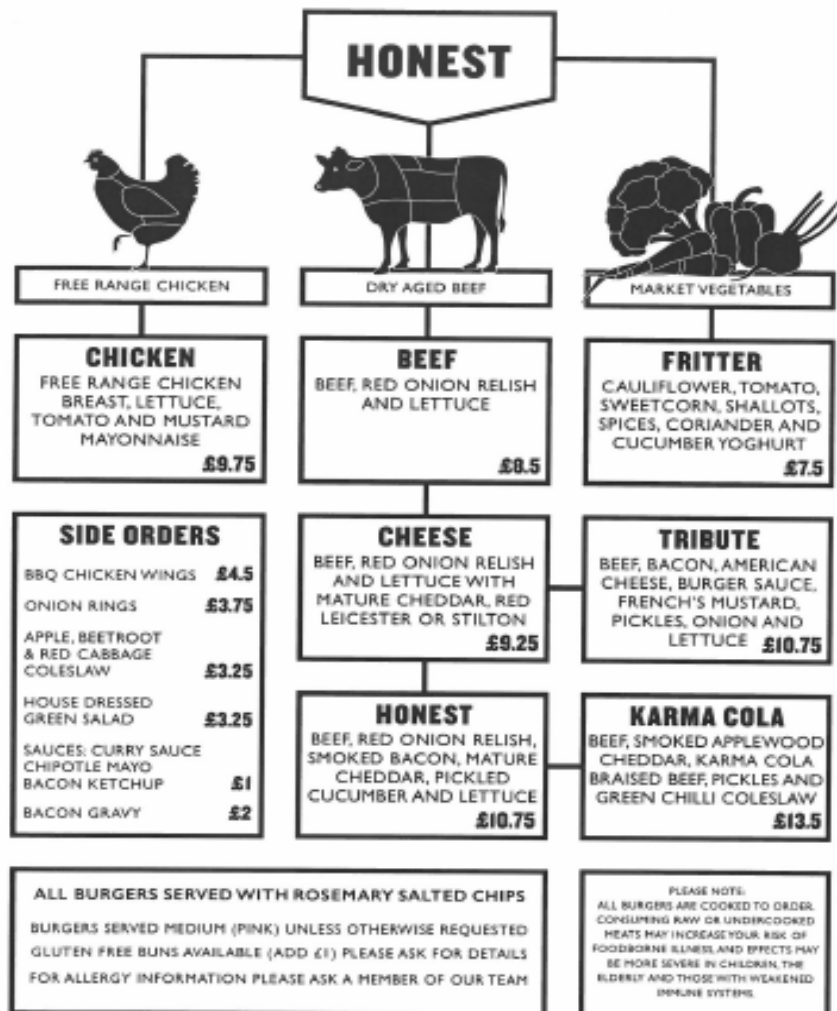 HONEST
FREE RANGE CHICKEN
DRY AGED BEEF
MARKET VEGETABLES
CHICKEN
FREE RANGE CHICKEN
BREAST, LETTUCE,
TOMATO AND MUSTARD
MAYONNAISE
£9.75
BEEF
BEEF, RED ONION RELISH
AND LETTUCE
£8.5
FRITTER
CAULIFLOWER, TOMATO,
SWEETCORN, SHALLOTS,
SPICES, CORIANDER AND
CUCUMBER YOGHURT
£7.5
SIDE ORDERS
BBQ CHICKEN WINGS £4.5
ONION RINGS £3.75
APPLE, BEETROOT
& RED CABBAGE
COLESLAW £3.25
HOUSE DRESSED
GREEN SALAD £3.25
SAUCES: CURRY SAUCE
CHIPOTLE MAYO
BACON KETCHUP £1
BACON GRAVY £2
CHEESE
BEEF, RED ONION RELISH
AND LETTUCE WITH
MATURE CHEDDAR, RED
LEICESTER OR STILTON
£9.25
TRIBUTE
BEEF, BACON, AMERICAN
CHEESE, BURGER SAUCE,
FRENCH'S MUSTARD,
PICKLES, ONION AND
LETTUCE £10.75
HONEST
BEEF, RED ONION RELISH,
SMOKED BACON, MATURE
CHEDDAR, PICKLED
CUCUMBER AND LETTUCE
£10.75
KARMA COLA
BEEF, SMOKED APPLEWOOD
CHEDDAR, KARMA COLA
BRAISED BEEF, PICKLES AND
GREEN CHILLI COLESLAW
£13.5
ALL BURGERS SERVED WITH ROSEMARY SALTED CHIPS
BURGERS SERVED MEDIUM (PINK) UNLESS OTHERWISE REQUESTED
GLUTEN FREE BUNS AVAILABLE (ADD £1) PLEASE ASK FOR DETAILS
FOR ALLERGY INFORMATION PLEASE ASK A MEMBER OF OUR TEAM
PLEASE NOTE:
ALL BURGERS ARE COOKED TO ORDER.
CONSUMING RAW OR UNDERCOOKED
MEATS MAY INCREASE YOUR RISK OF
FOODBORNE ILLNESS, AND EFFECTS MAY
BE MORE SEVERE IN CHILDREN, THE
ELDERLY AND THOSE WITH WEAKENED
IMMUNE SYSTEMS.